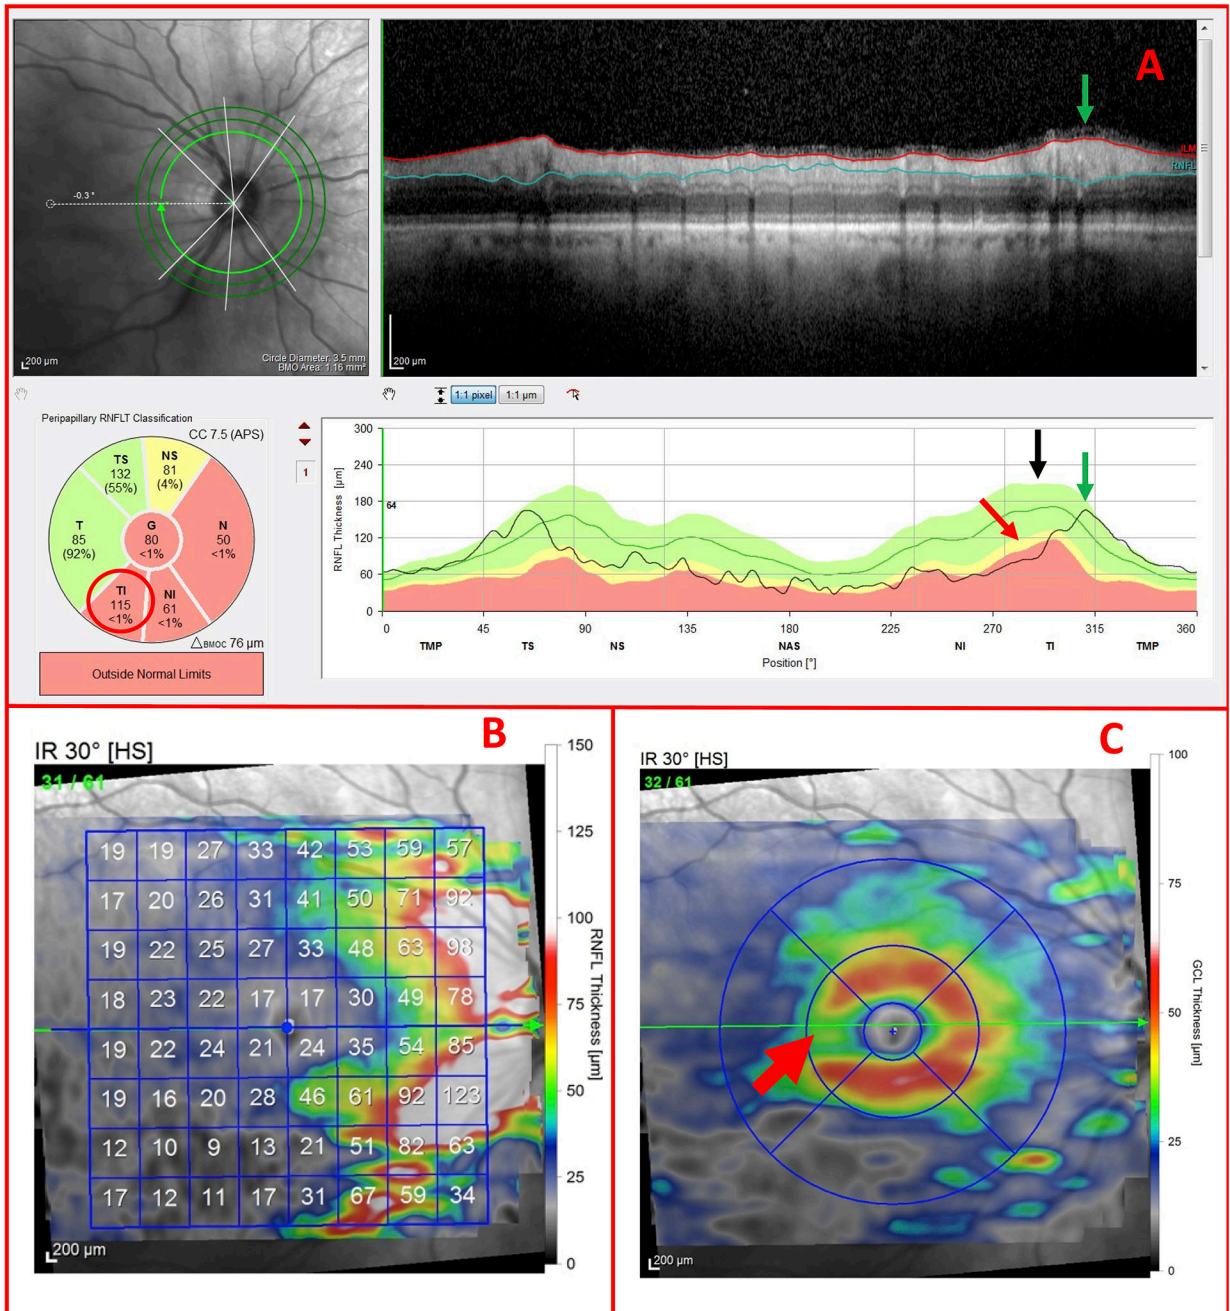 A
-0.3 °
200 µm
Circle Diameter: 3.5 mm
BMO Area: 1.16 mm²
ILM
RNFL
200 µm
1:1 pixel
1:1 µm
Peripapillary RNFLT Classification
CC 7.5 (APS)
TS
132
(55%)
NS
81
(4%)
T
85
(92%)
G
80
<1%
N
50
<1%
TI
115
<1%
NI
61
<1%
△BMOC 76 µm
Outside Normal Limits
1
RNFL Thickness [µm]
300
240
180
120
60
0
64
0 45 90 135 180 225 270 315 360
TMP TS NS NAS NI TI TMP
Position [°]
B
IR 30° [HS]
31 / 61
19 19 27 33 42 53 59 57
17 20 26 31 41 50 71 92
19 22 25 27 33 48 63 98
18 23 22 17 17 30 49 78
19 22 24 21 24 35 54 85
19 16 20 28 46 61 92 123
12 10 9 13 21 51 82 63
17 12 11 17 31 67 59 34
200 µm
150
125
100
75
50
25
0
RNFL Thickness [µm]
C
IR 30° [HS]
32 / 61
200 µm
100
75
50
25
0
GCL Thickness [µm]